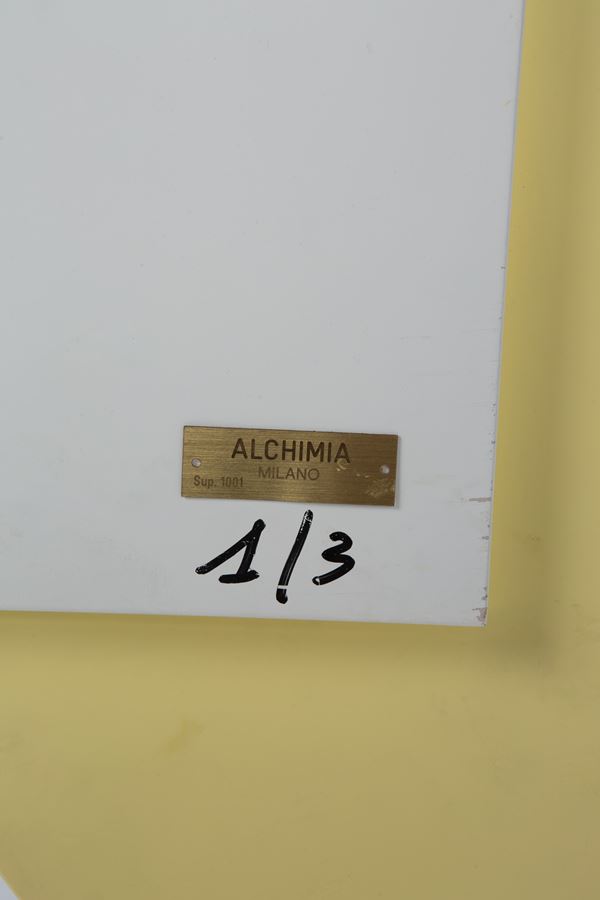 ALCHIMIA
MILANO
Sup. 1001
1/3